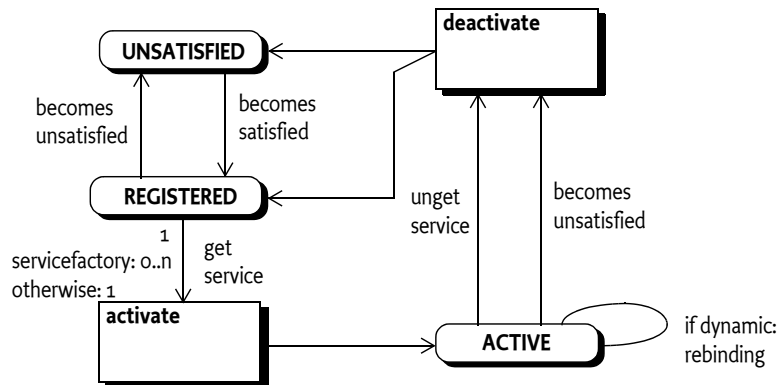 deactivate
UNSATISFIED
becomes
unsatisfied
becomes
satisfied
REGISTERED
unget
service
becomes
unsatisfied
1
servicefactory: 0..n
otherwise: 1
get
service
activate
ACTIVE
if dynamic:
rebinding